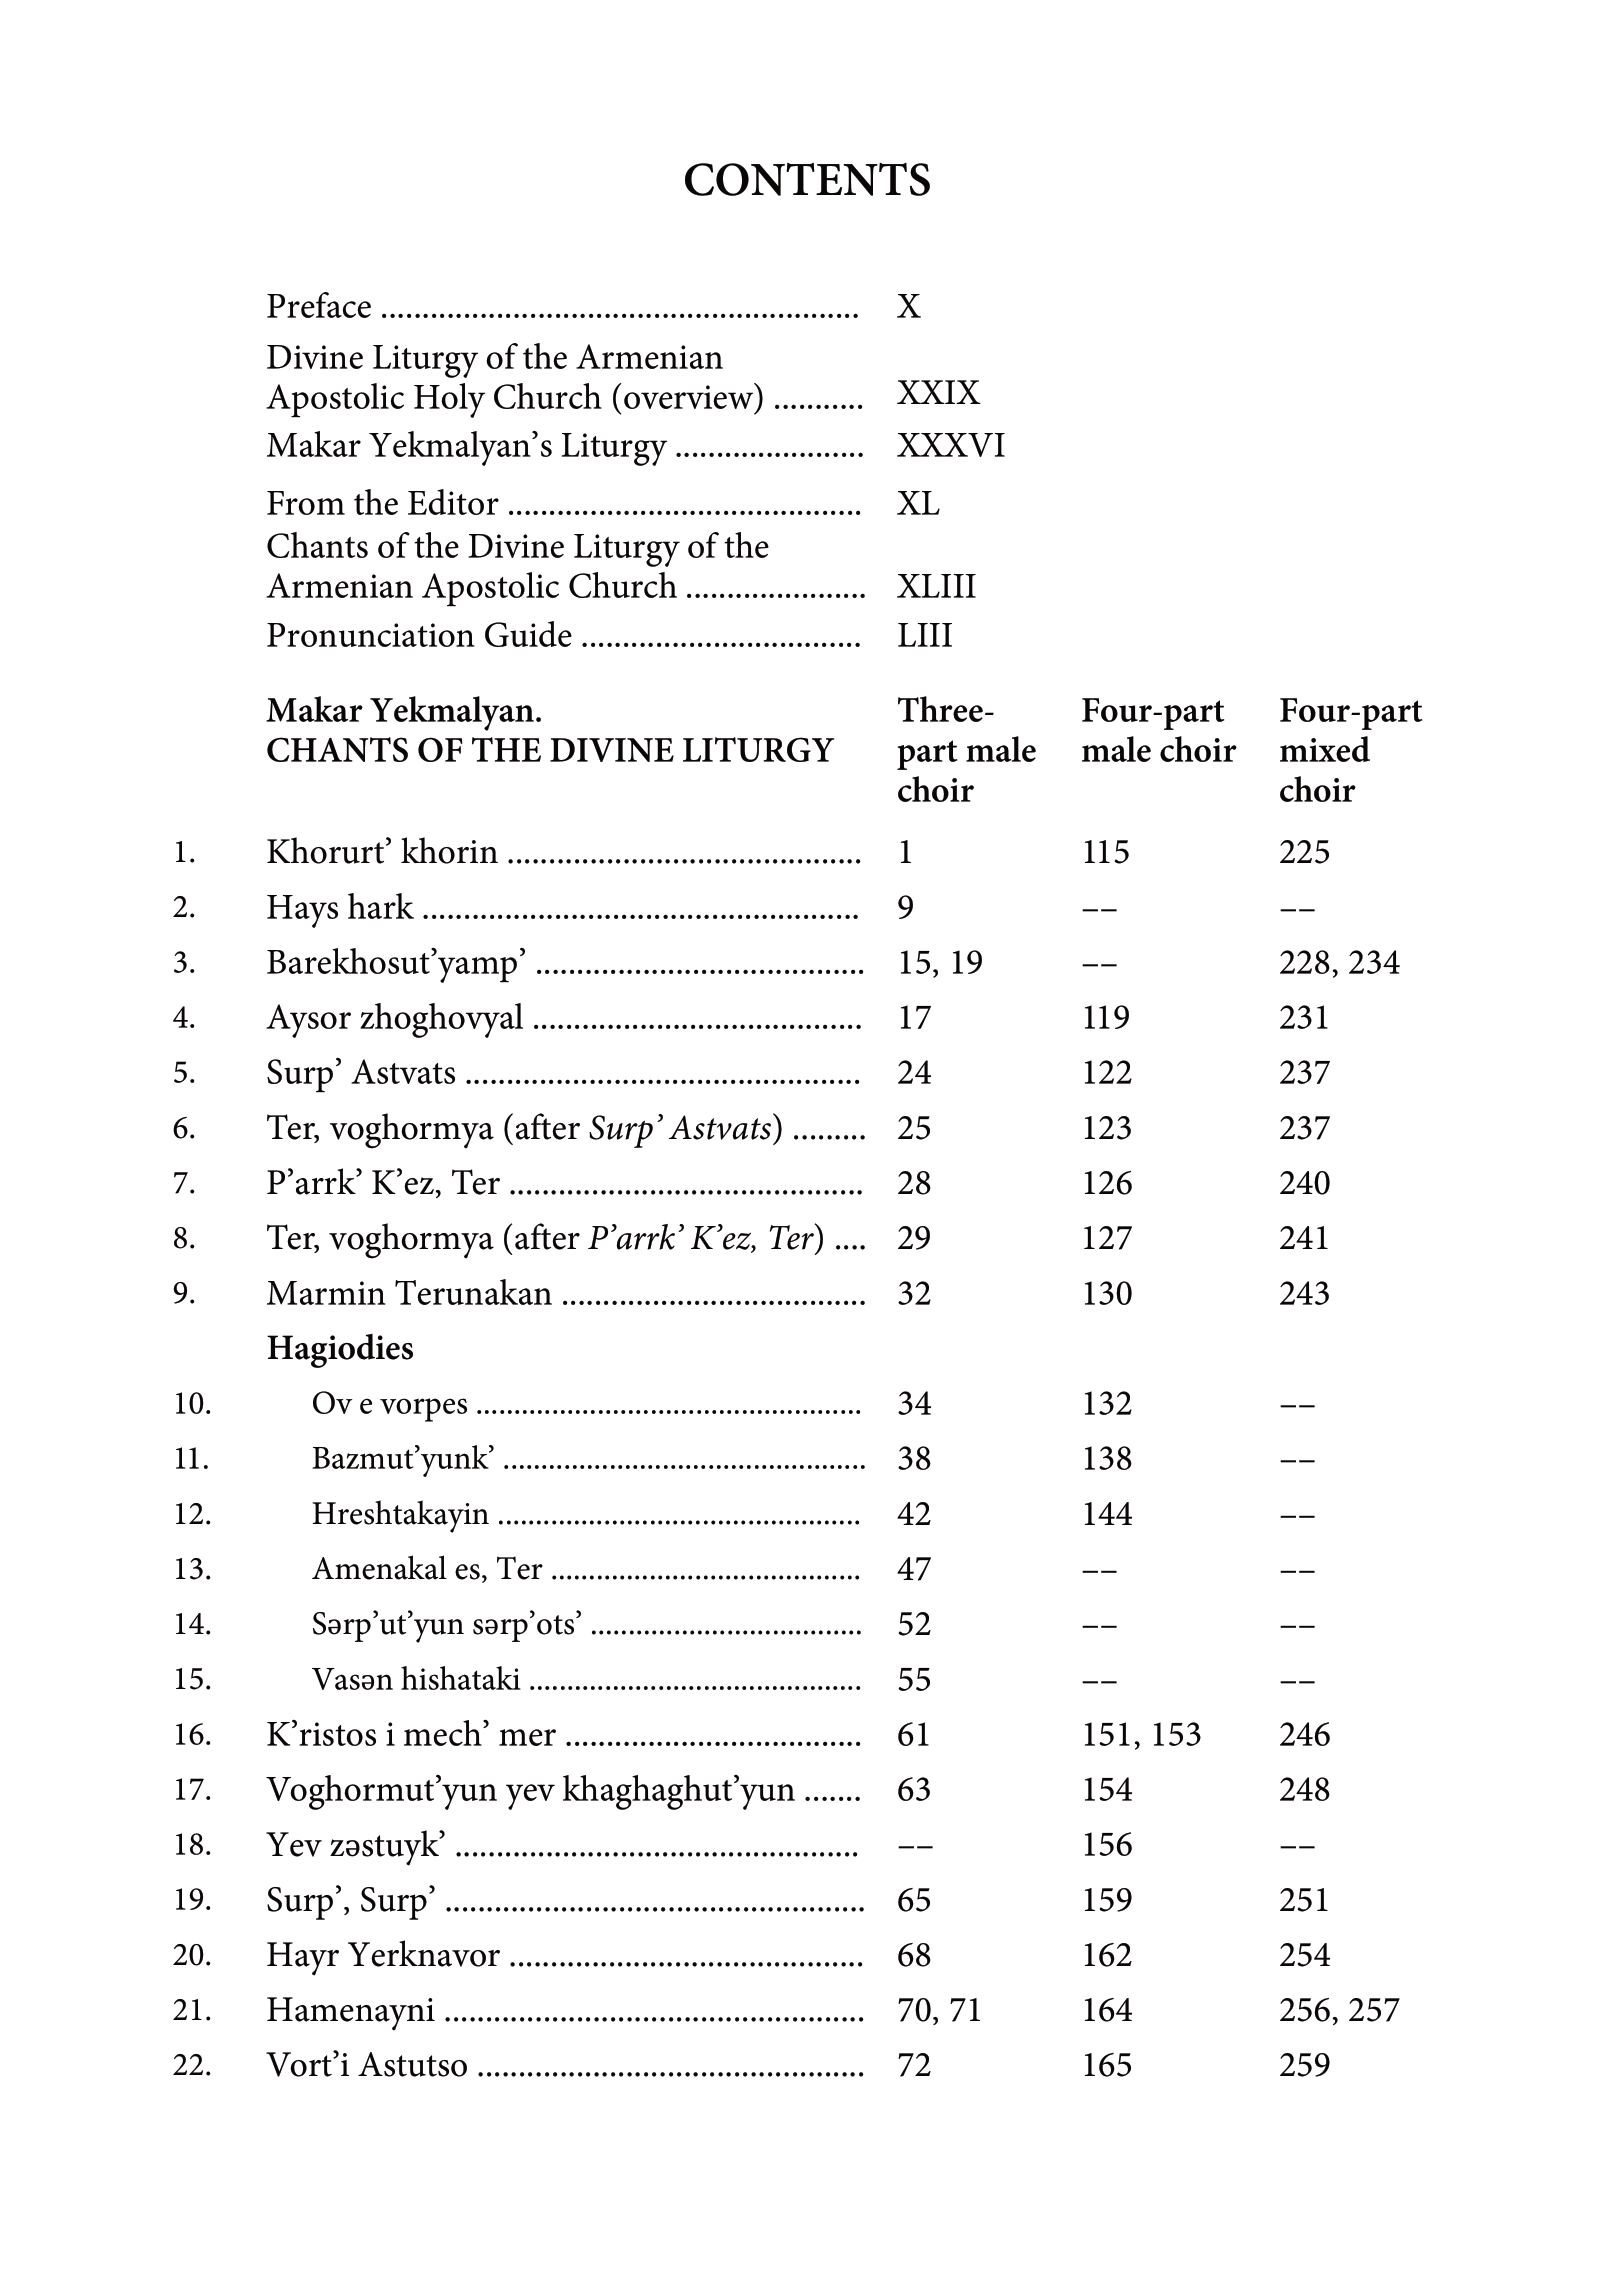 CONTENTS
Preface .......................................................... X
Divine Liturgy of the Armenian
Apostolic Holy Church (overview) ........... XXIX
Makar Yekmalyan’s Liturgy ....................... XXXVI
From the Editor ........................................... XL
Chants of the Divine Liturgy of the
Armenian Apostolic Church ...................... XLIII
Pronunciation Guide .................................. LIII
Makar Yekmalyan. Three- Four-part Four-part
CHANTS OF THE DIVINE LITURGY part male male choir mixed
choir choir
1. Khorurt’ khorin ........................................... 1 115 225
2. Hays hark ..................................................... 9 –– ––
3. Barekhosut’yamp’ ........................................ 15, 19 –– 228, 234
4. Aysor zhoghovyal ........................................ 17 119 231
5. Surp’ Astvats ................................................ 24 122 237
6. Ter, voghormya (after Surp’ Astvats) ......... 25 123 237
7. P’arrk’ K’ez, Ter ........................................... 28 126 240
8. Ter, voghormya (after P’arrk’ K’ez, Ter) .... 29 127 241
9. Marmin Terunakan ..................................... 32 130 243
Hagiodies
10. Ov e vorpes .................................................... 34 132 ––
11. Bazmut’yunk’ ................................................. 38 138 ––
12. Hreshtakayin ................................................. 42 144 ––
13. Amenakal es, Ter .......................................... 47 –– ––
14. Sərp’ut’yun sərp’ots’ ..................................... 52 –– ––
15. Vasən hishataki ............................................. 55 –– ––
16. K’ristos i mech’ mer .................................... 61 151, 153 246
17. Voghormut’yun yev khaghaghut’yun ....... 63 154 248
18. Yev zəstuyk’ ................................................. –– 156 ––
19. Surp’, Surp’ ................................................... 65 159 251
20. Hayr Yerknavor ........................................... 68 162 254
21. Hamenayni ................................................... 70, 71 164 256, 257
22. Vort’i Astutso ............................................... 72 165 259